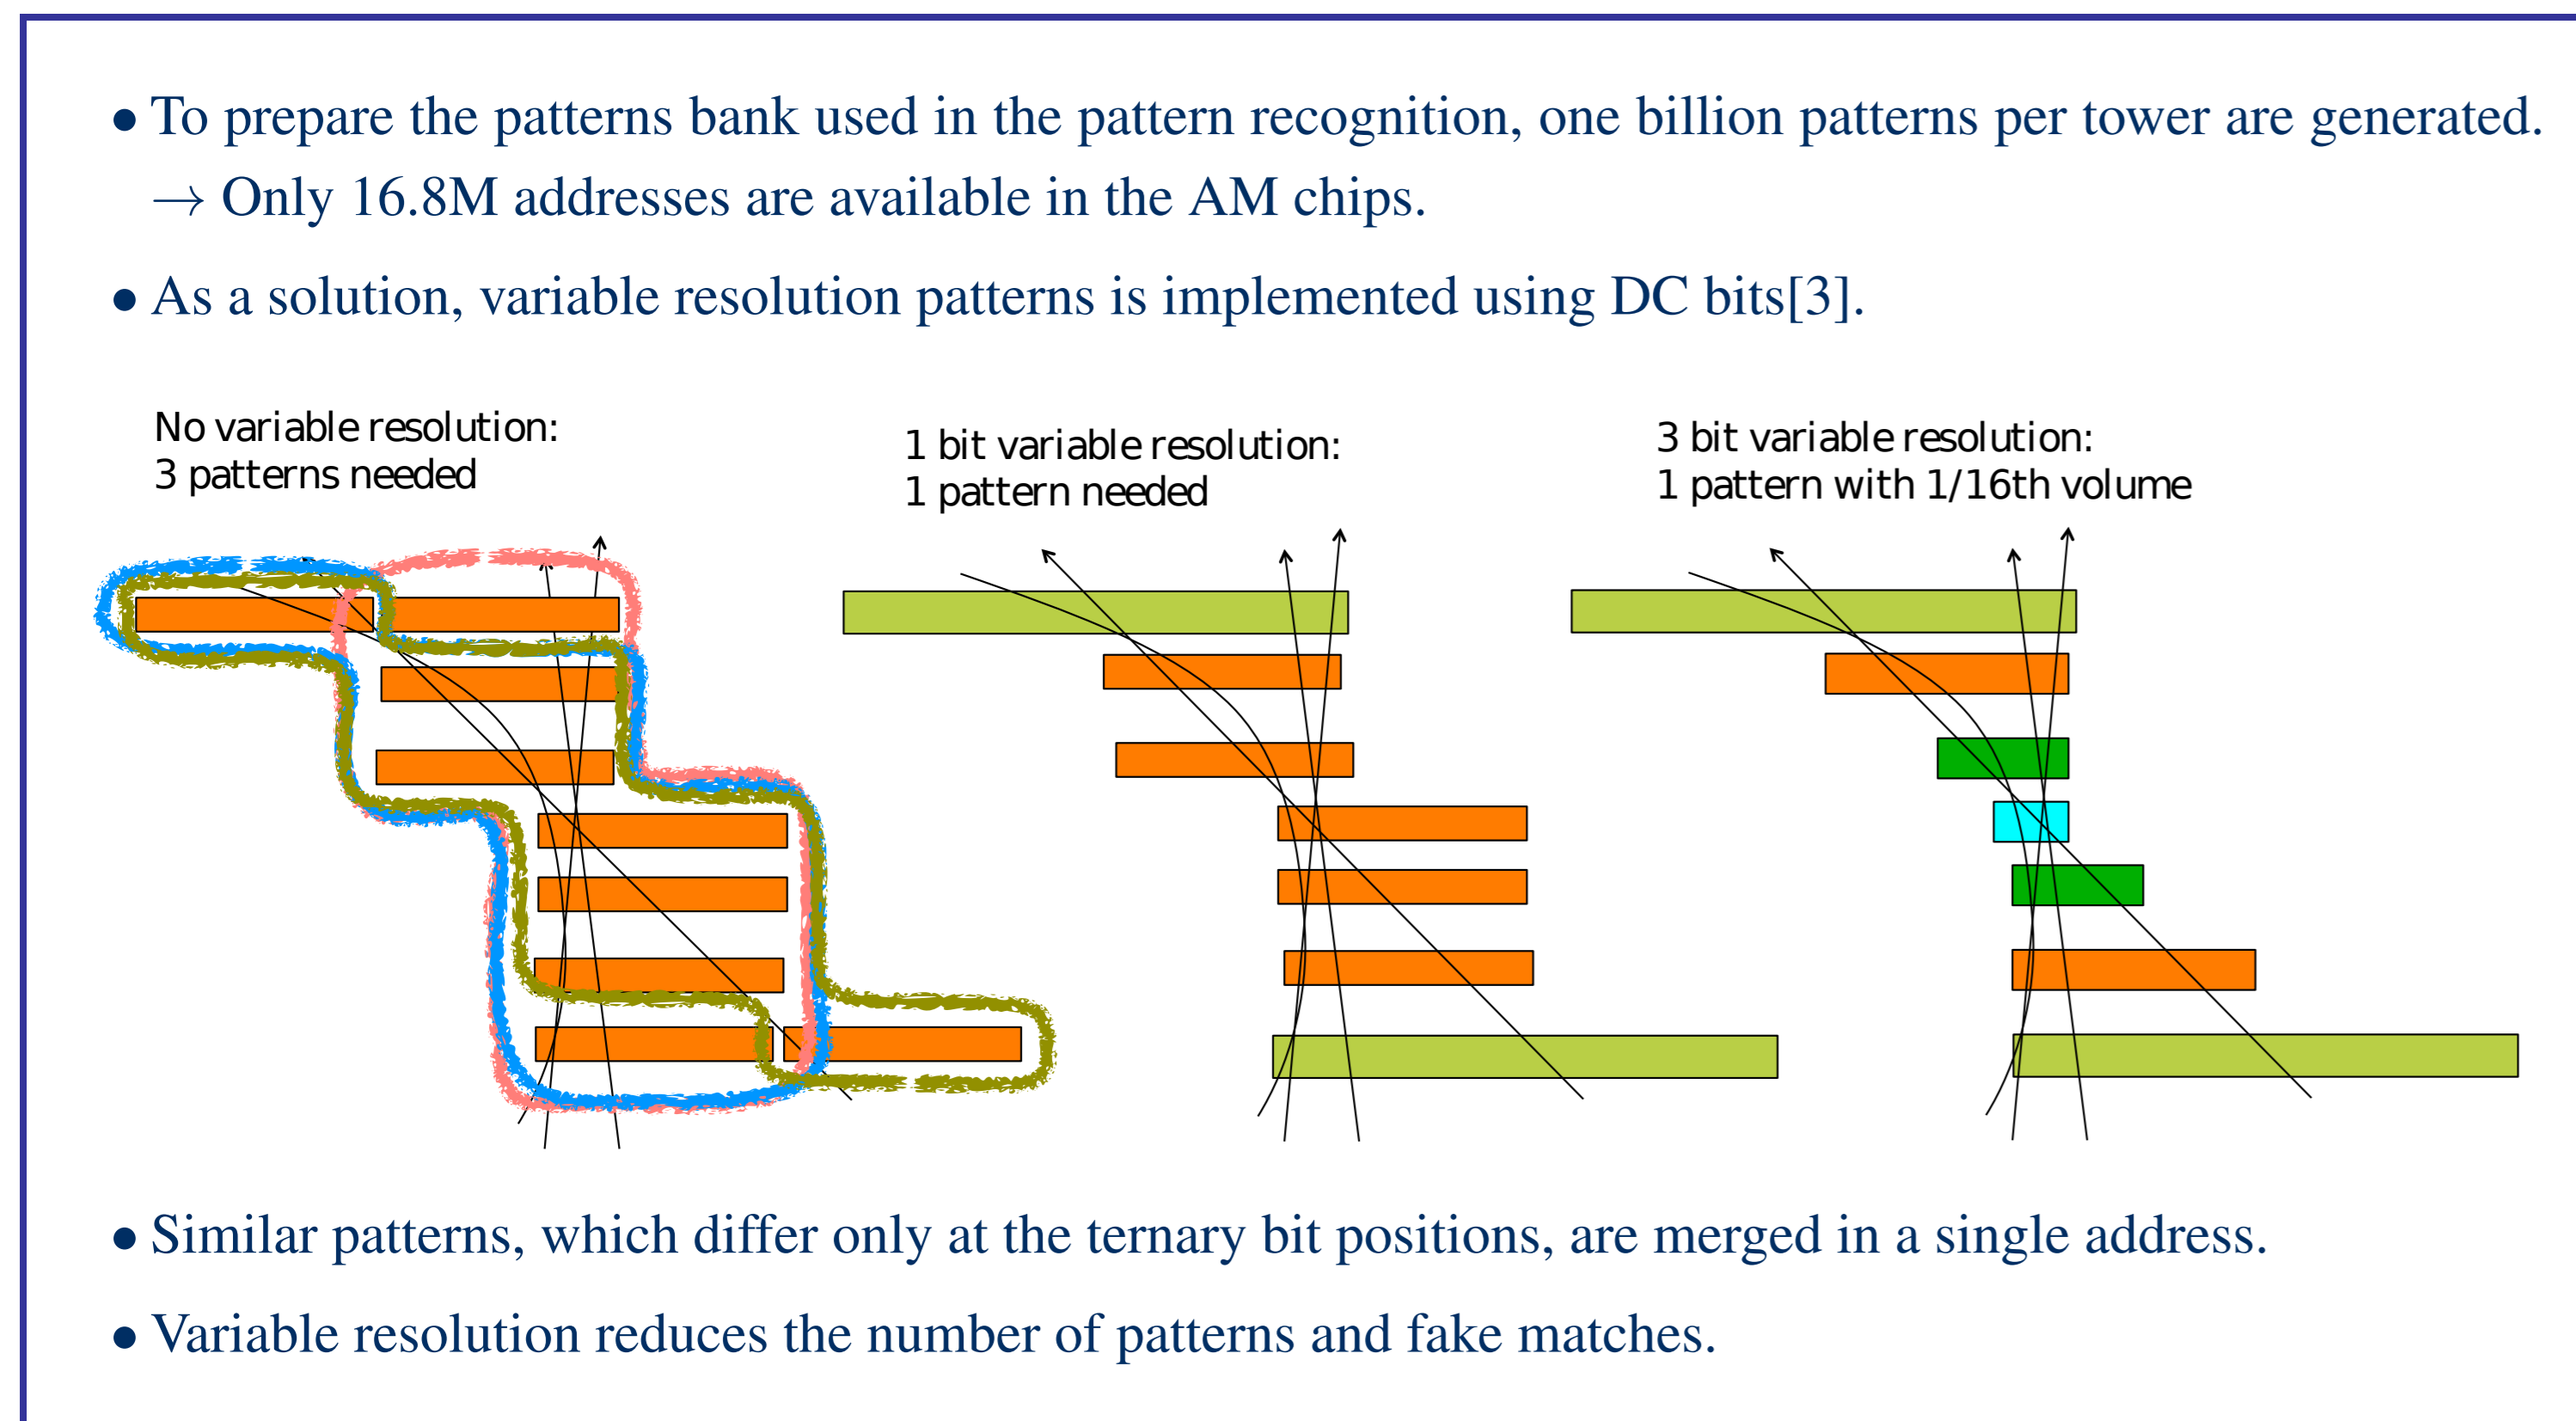 • To prepare the patterns bank used in the pattern recognition, one billion patterns per tower are generated.
→ Only 16.8M addresses are available in the AM chips.
• As a solution, variable resolution patterns is implemented using DC bits[3].
No variable resolution:
3 patterns needed
1 bit variable resolution:
1 pattern needed
3 bit variable resolution:
1 pattern with 1/16th volume
• Similar patterns, which differ only at the ternary bit positions, are merged in a single address.
• Variable resolution reduces the number of patterns and fake matches.